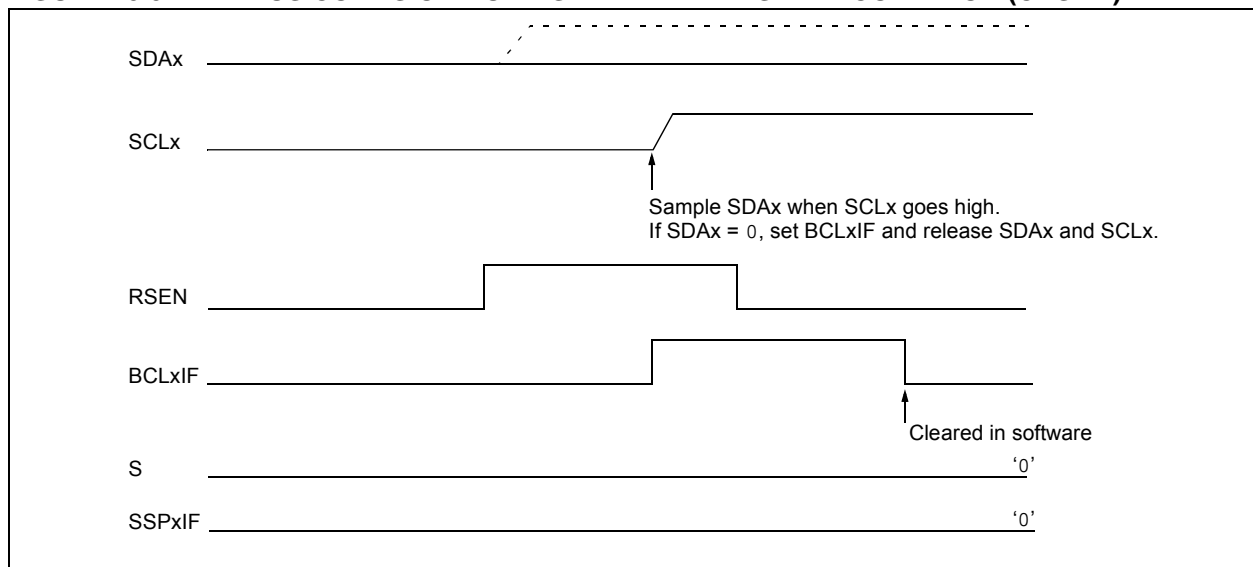 SDAx
SCLx
Sample SDAx when SCLx goes high.
If SDAx = 0, set BCLxIF and release SDAx and SCLx.
RSEN
BCLxIF
Cleared in software
S
‘0’
SSPxIF
‘0’